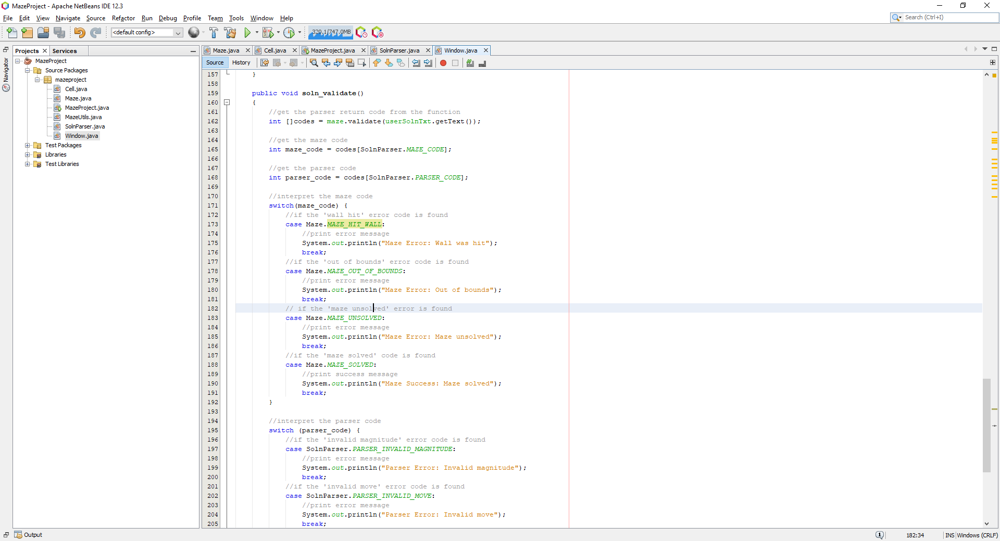 MazeProject - Apache NetBeans IDE 12.3
File Edit View Navigate Source Refactor Run Debug Profile Team Tools Window Help
Search (Ctrl+I)
<default config>
320.1/747.0MB
Projects Services
Navigator
MazeProject
Source Packages
mazeproject
Cell.java
Maze.java
MazeProject.java
MazeUtils.java
SolnParser.java
Window.java
Test Packages
Libraries
Test Libraries
Maze.java Cell.java MazeProject.java SolnParser.java Window.java
Source History
157 }
158
159 public void soln_validate()
160 {
161 //get the parser return code from the function
162 int []codes = maze.validate(userSolnTxt.getText());
163
164 //get the maze code
165 int maze_code = codes[SolnParser.MAZE_CODE];
166
167 //get the parser code
168 int parser_code = codes[SolnParser.PARSER_CODE];
169
170 //interpret the maze code
171 switch(maze_code) {
172 //if the 'wall hit' error code is found
173 case Maze.MAZE_HIT_WALL:
174 //print error message
175 System.out.println("Maze Error: Wall was hit");
176 break;
177 //if the 'out of bounds' error code is found
178 case Maze.MAZE_OUT_OF_BOUNDS:
179 //print error message
180 System.out.println("Maze Error: Out of bounds");
181 break;
182 // if the 'maze unsolved' error is found
183 case Maze.MAZE_UNSOLVED:
184 //print error message
185 System.out.println("Maze Error: Maze unsolved");
186 break;
187 //if the 'maze solved' code is found
188 case Maze.MAZE_SOLVED:
189 //print success message
190 System.out.println("Maze Success: Maze solved");
191 break;
192 }
193
194 //interpret the parser code
195 switch (parser_code) {
196 //if the 'invalid magnitude' error code is found
197 case SolnParser.PARSER_INVALID_MAGNITUDE:
198 //print error message
199 System.out.println("Parser Error: Invalid magnitude");
200 break;
201 //if the 'invalid move' error code is found
202 case SolnParser.PARSER_INVALID_MOVE:
203 //print error message
204 System.out.println("Parser Error: Invalid move");
205 break;
Output
1
182:34
INS Windows (CRLF)